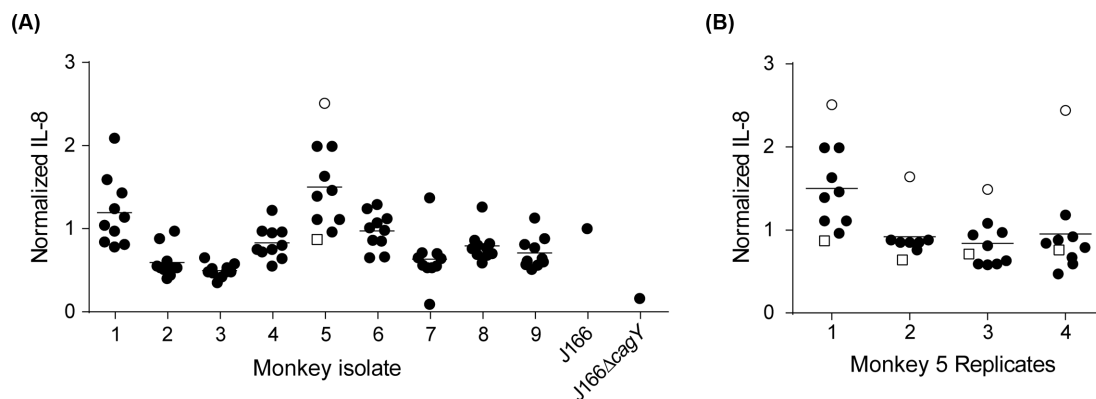 (A)
Normalized IL-8
3
2
1
0
1 2 3 4 5 6 7 8 9 J166 J166ΔcagY
Monkey isolate
(B)
Normalized IL-8
3
2
1
0
1 2 3 4
Monkey 5 Replicates